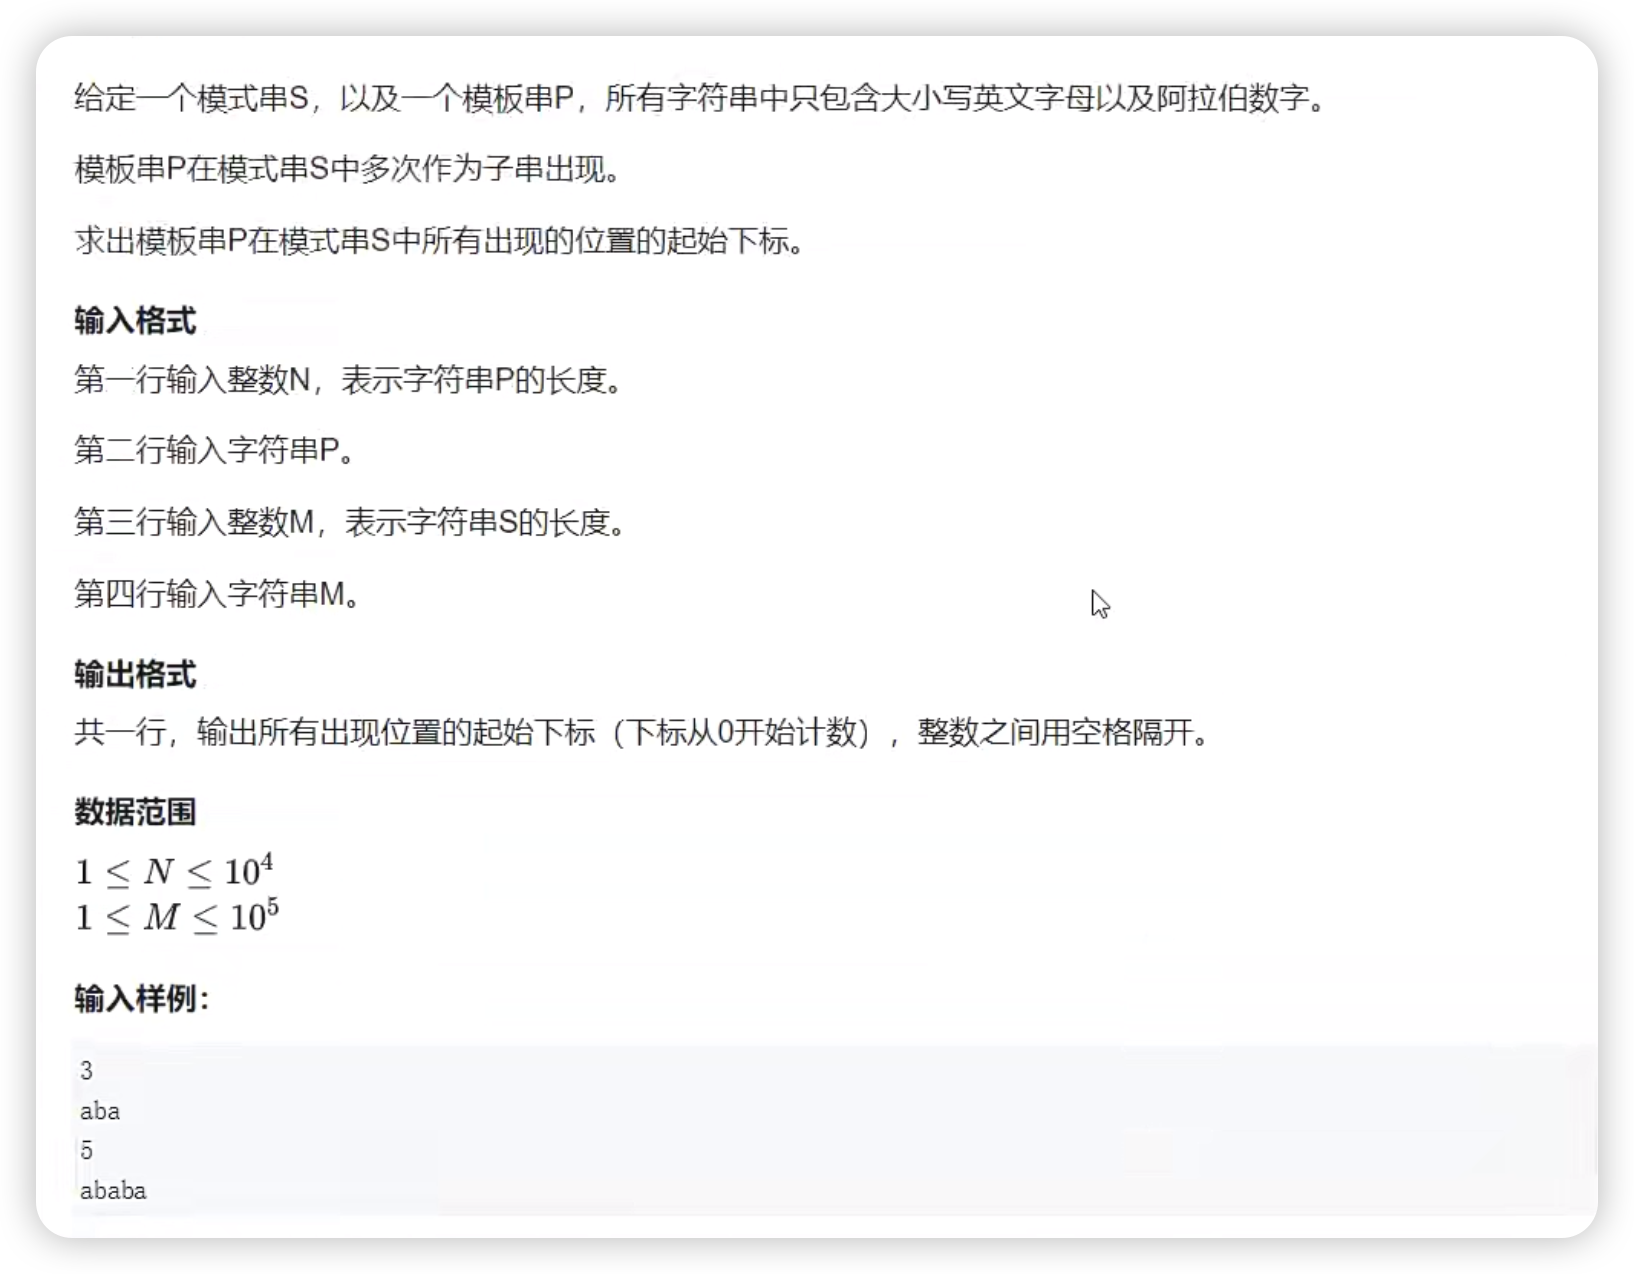 给定一个模式串S，以及一个模板串P，所有字符串中只包含大小写英文字母以及阿拉伯数字。
模板串P在模式串S中多次作为子串出现。
求出模板串P在模式串S中所有出现的位置的起始下标。
输入格式
第一行输入整数N，表示字符串P的长度。
第二行输入字符串P。
第三行输入整数M，表示字符串S的长度。
第四行输入字符串M。
输出格式
共一行，输出所有出现位置的起始下标（下标从0开始计数），整数之间用空格隔开。
数据范围
1 ≤ N ≤ 10⁴
1 ≤ M ≤ 10⁵
输入样例：
3
aba
5
ababa